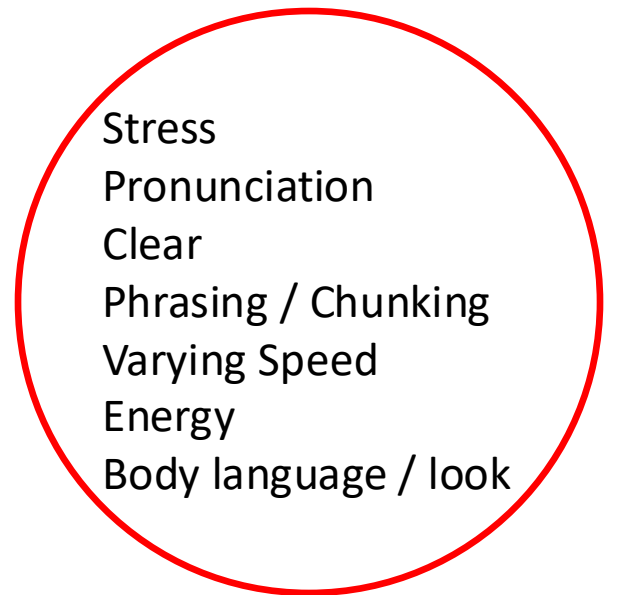 Stress
Pronunciation
Clear
Phrasing / Chunking
Varying Speed
Energy
Body language / look